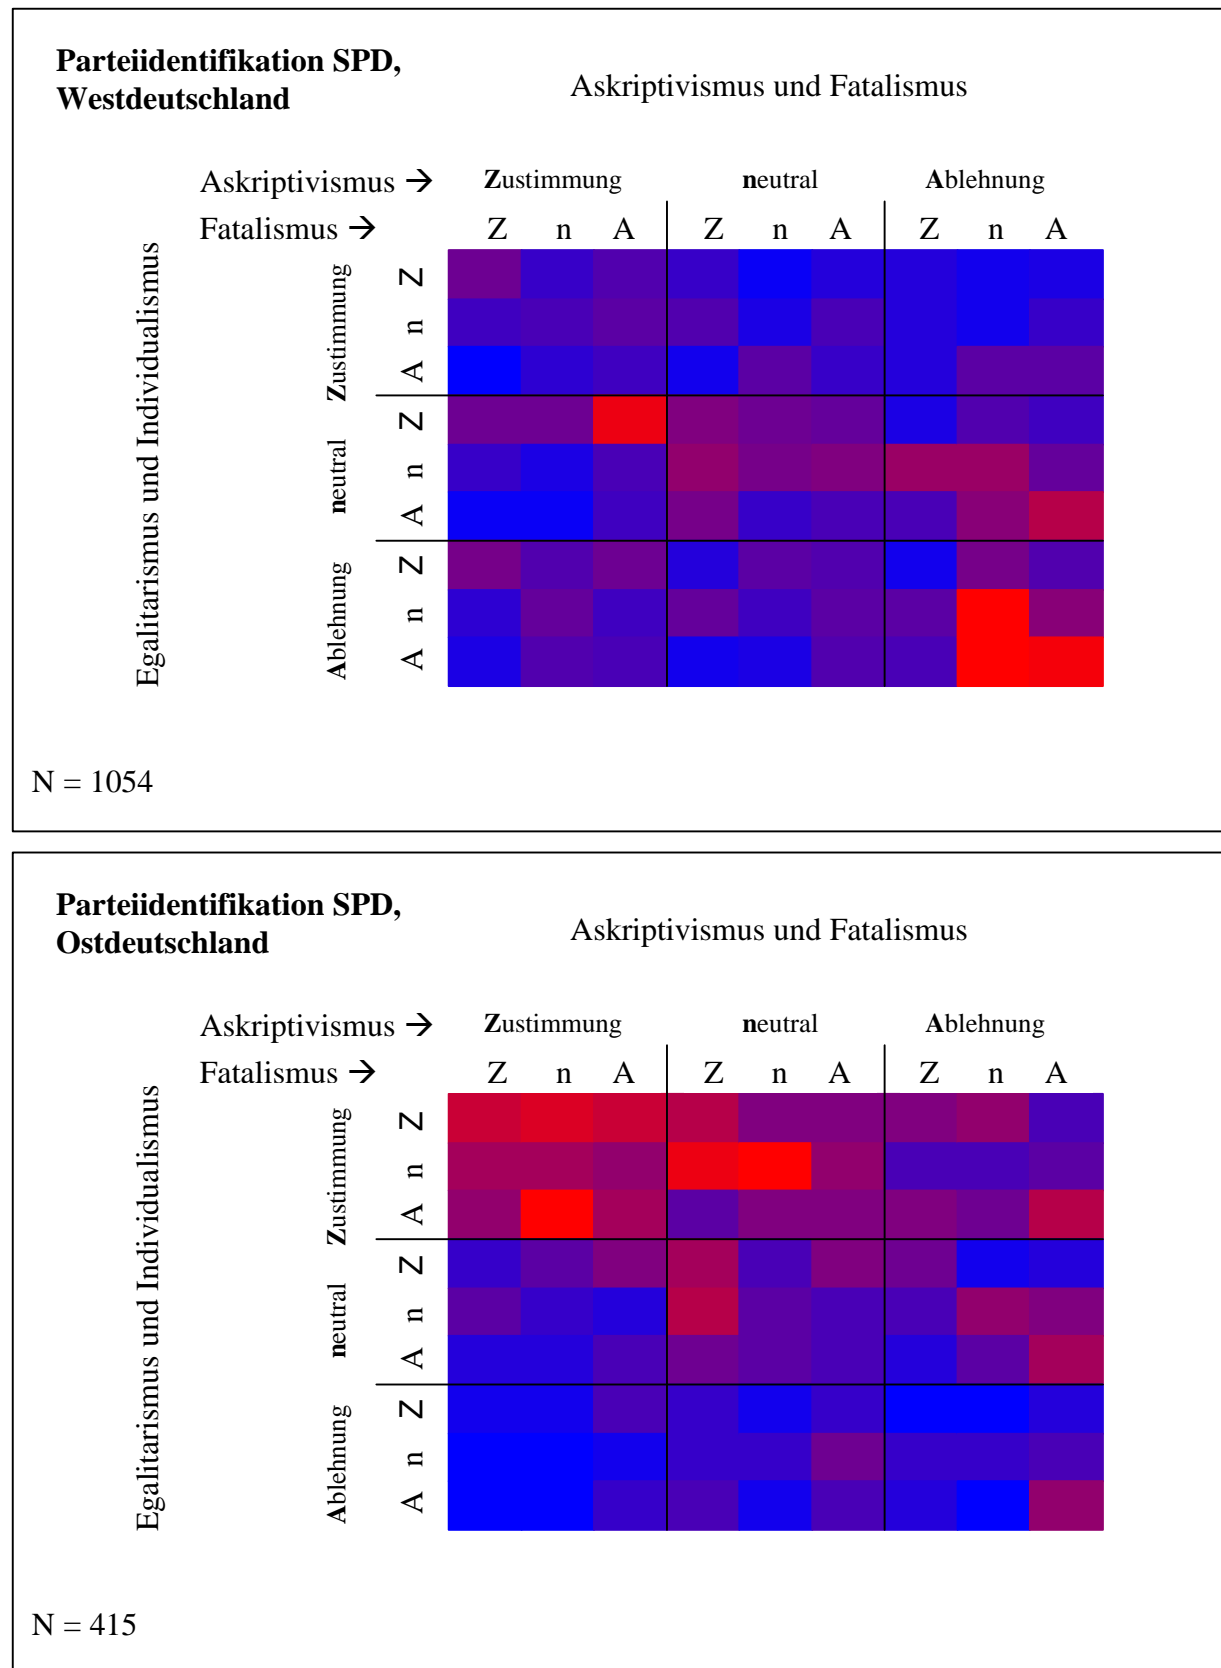 Parteiidentifikation SPD,
Westdeutschland
Askriptivismus und Fatalismus
Askriptivismus → Zustimmung neutral Ablehnung
Fatalismus → Z n A Z n A Z n A
Egalitarismus und Individualismus
Zustimmung
Z
n
A
neutral
Z
n
A
Ablehnung
Z
n
A
N = 1054
Parteiidentifikation SPD,
Ostdeutschland
Askriptivismus und Fatalismus
Askriptivismus → Zustimmung neutral Ablehnung
Fatalismus → Z n A Z n A Z n A
Egalitarismus und Individualismus
Zustimmung
Z
n
A
neutral
Z
n
A
Ablehnung
Z
n
A
N = 415